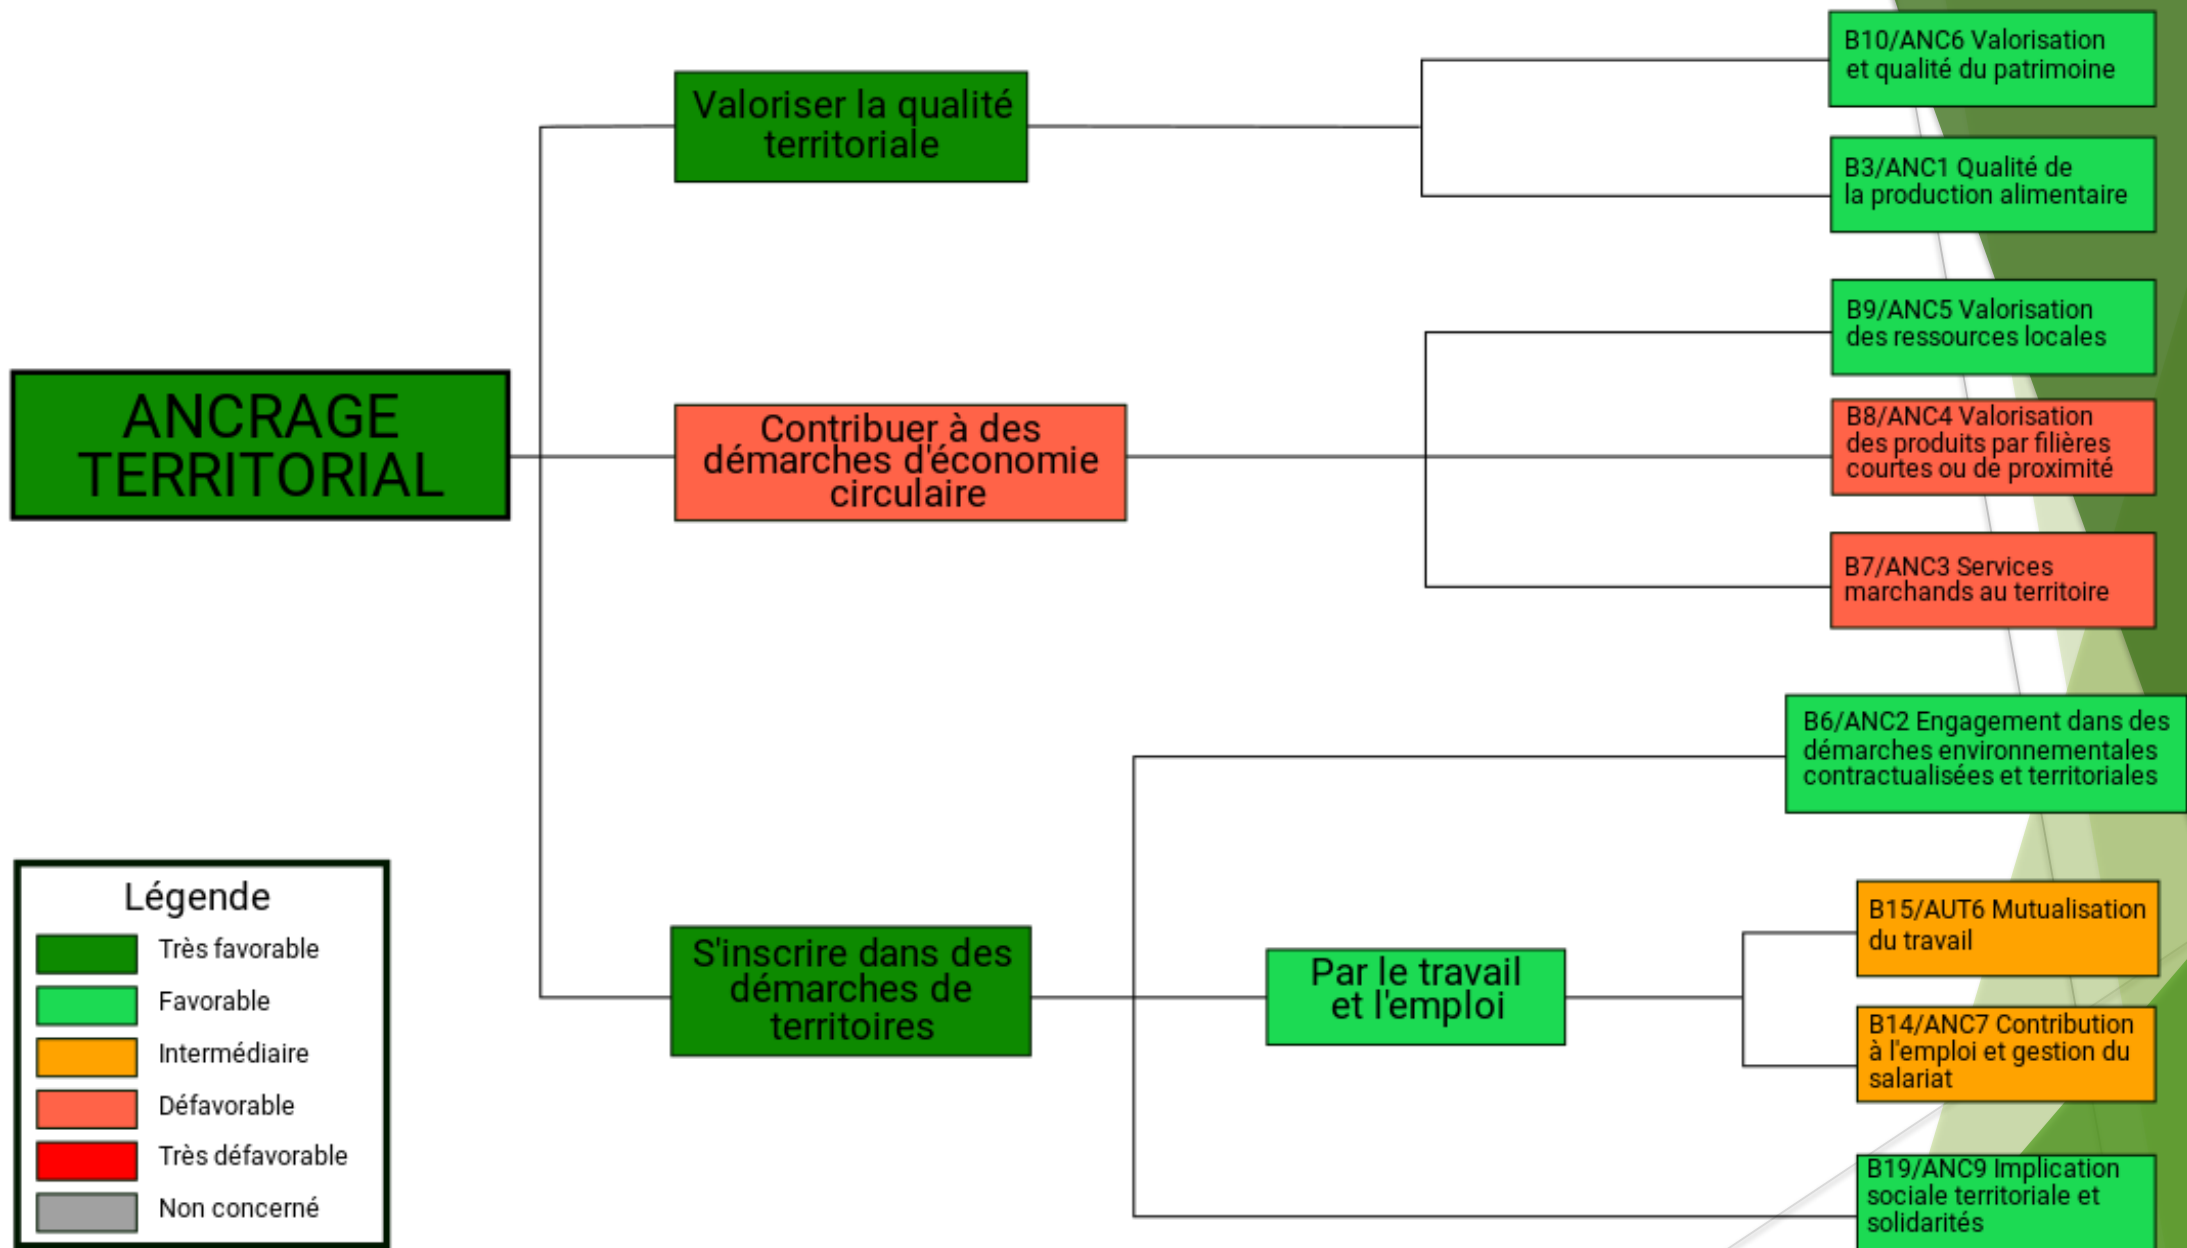 B10/ANC6 Valorisation
et qualité du patrimoine
Valoriser la qualité
territoriale
B3/ANC1 Qualité de
la production alimentaire
B9/ANC5 Valorisation
des ressources locales
ANCRAGE
TERRITORIAL
Contribuer à des
démarches d'économie
circulaire
B8/ANC4 Valorisation
des produits par filières
courtes ou de proximité
B7/ANC3 Services
marchands au territoire
B6/ANC2 Engagement dans des
démarches environnementales
contractualisées et territoriales
S'inscrire dans des
démarches de
territoires
Par le travail
et l'emploi
B15/AUT6 Mutualisation
du travail
B14/ANC7 Contribution
à l'emploi et gestion du
salariat
B19/ANC9 Implication
sociale territoriale et
solidarités
Légende
Très favorable
Favorable
Intermédiaire
Défavorable
Très défavorable
Non concerné